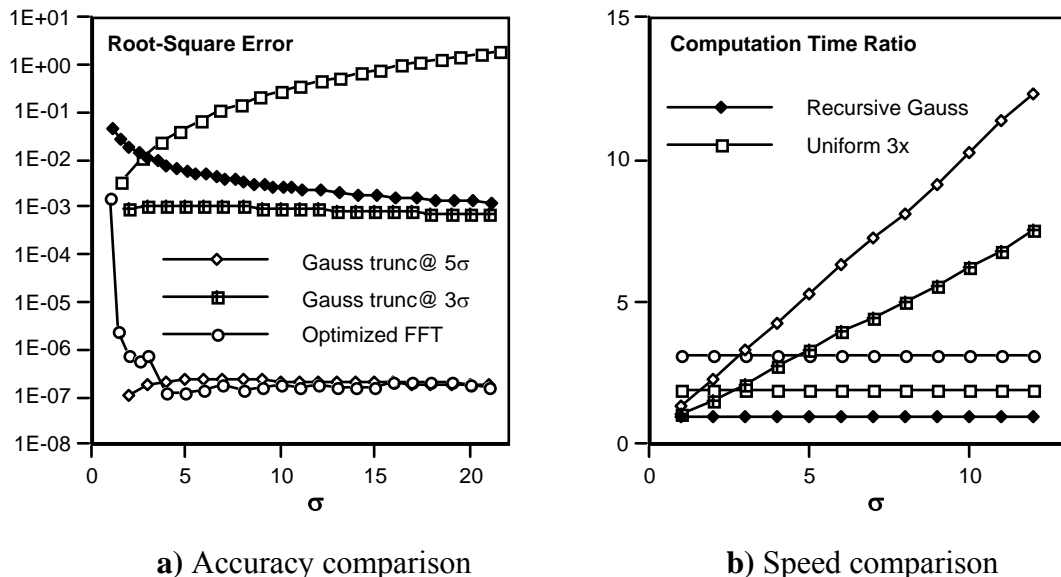 Root-Square Error
1E+01
1E+00
1E-01
1E-02
1E-03
1E-04
1E-05
1E-06
1E-07
1E-08
Gauss trunc@ 5σ
Gauss trunc@ 3σ
Optimized FFT
0 5 10 15 20
σ
a) Accuracy comparison
Computation Time Ratio
15
10
5
0
Recursive Gauss
Uniform 3x
0 5 10
σ
b) Speed comparison